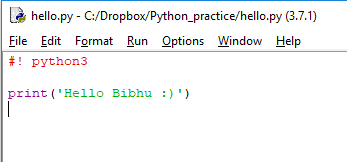 hello.py - C:/Dropbox/Python_practice/hello.py (3.7.1)
File Edit Format Run Options Window Help
#! python3
print('Hello Bibhu :)')